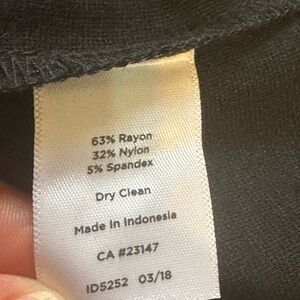 63% Rayon
32% Nylon
5% Spandex
Dry Clean
Made in Indonesia
CA #23147
ID5252 03/18